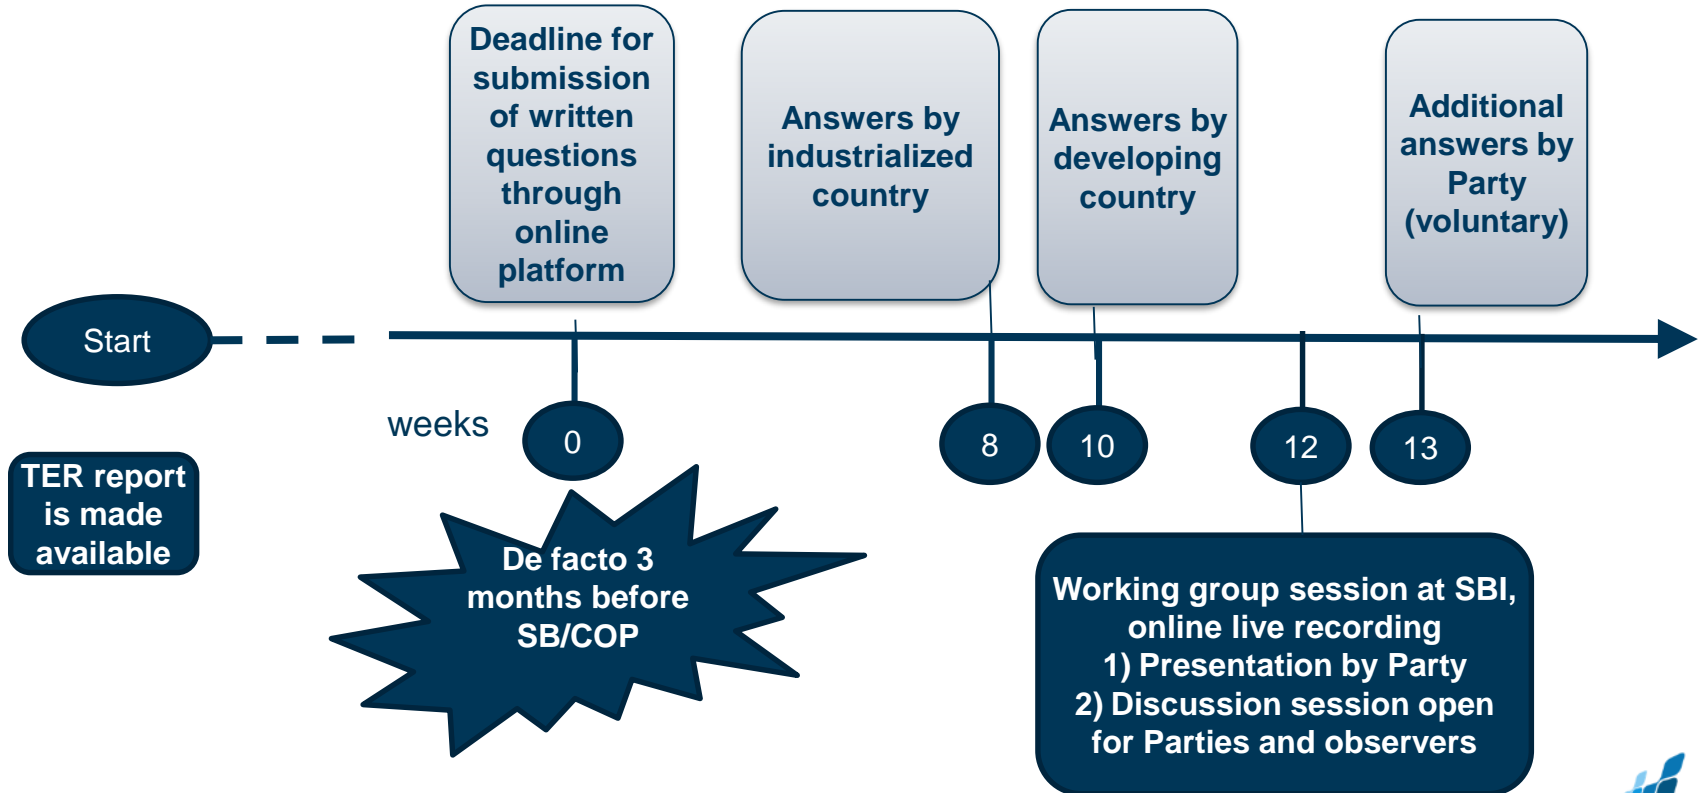 Deadline for
submission
of written
questions
through
online
platform
Answers by
industrialized
country
Answers by
developing
country
Additional
answers by
Party
(voluntary)
Start
weeks
0
8
10
12
13
TER report
is made
available
De facto 3
months before
SB/COP
Working group session at SBI,
online live recording
1) Presentation by Party
2) Discussion session open
for Parties and observers